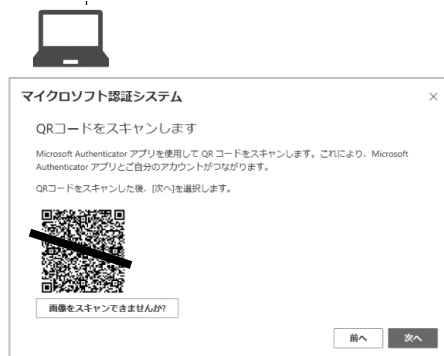 マイクロソフト認証システム
QRコードをスキャンします
Microsoft Authenticator アプリを使用して QR コードをスキャンします。これにより、Microsoft
Authenticator アプリとご自分のアカウントがつながります。
QRコードをスキャンした後、[次へ]を選択します。
画像をスキャンできませんか?
前へ 次へ